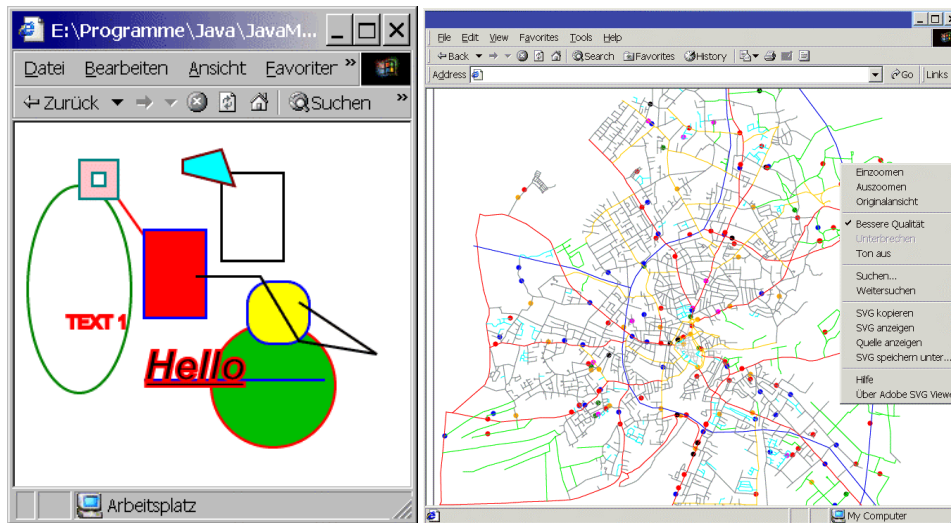 E:\Programme\Java\JavaM...
Datei Bearbeiten Ansicht Favoriter »
Zurück Suchen »
TEXT 1
Hello
Arbeitsplatz
File Edit View Favorites Tools Help
Back Search Favorites History
Address Go Links
Einzoomen
Auszoomen
Originalansicht
Bessere Qualität
Unterbrechen
Ton aus
Suchen...
Weitersuchen
SVG kopieren
SVG anzeigen
Quelle anzeigen
SVG speichern unter...
Hilfe
Über Adobe SVG Viewe
My Computer